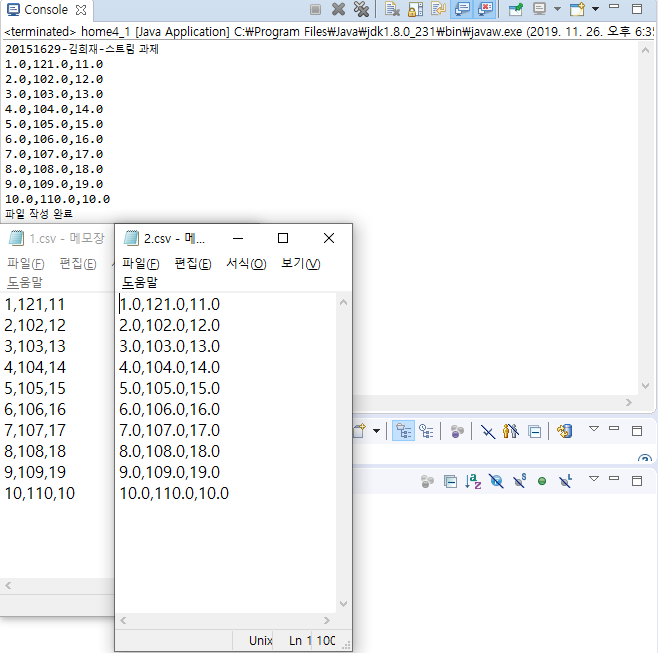 Console
<terminated> home4_1 [Java Application] C:₩Program Files₩Java₩jdk1.8.0_231₩bin₩javaw.exe (2019. 11. 26. 오후 6:35
20151629-김희재-스트림 과제
1.0,121.0,11.0
2.0,102.0,12.0
3.0,103.0,13.0
4.0,104.0,14.0
5.0,105.0,15.0
6.0,106.0,16.0
7.0,107.0,17.0
8.0,108.0,18.0
9.0,109.0,19.0
10.0,110.0,10.0
파일 작성 완료
1.csv - 메모장
파일(F) 편집(E)
도움말
1,121,11
2,102,12
3,103,13
4,104,14
5,105,15
6,106,16
7,107,17
8,108,18
9,109,19
10,110,10
2.csv - 메...
파일(F) 편집(E) 서식(O) 보기(V)
도움말
1.0,121.0,11.0
2.0,102.0,12.0
3.0,103.0,13.0
4.0,104.0,14.0
5.0,105.0,15.0
6.0,106.0,16.0
7.0,107.0,17.0
8.0,108.0,18.0
9.0,109.0,19.0
10.0,110.0,10.0
Unix Ln 1 100